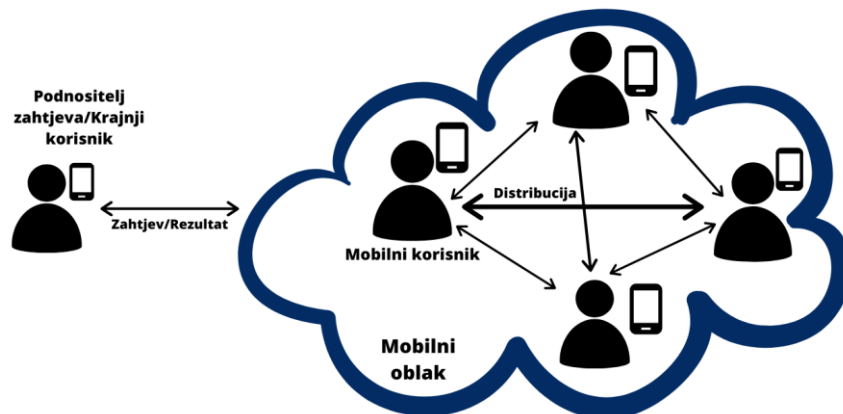 Podnositelj
zahtjeva/Krajnji
korisnik
Zahtjev/Rezultat
Distribucija
Mobilni korisnik
Mobilni
oblak